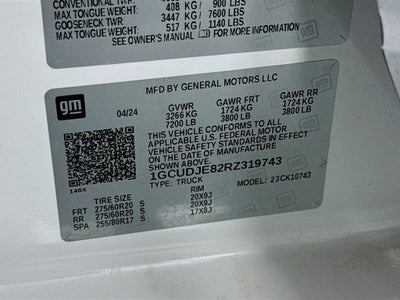 CONVENTIONAL TWR:
MAX TONGUE WEIGHT: 408 KG / 900 LBS
GOOSENECK TWR: 3447 KG / 7600 LBS
MAX TONGUE WEIGHT: 517 KG / 1140 LBS
SEE OWNER'S MANUAL FOR MORE INFORMATION
gm
MFD BY GENERAL MOTORS LLC
04/24 GVWR GAWR FRT GAWR RR
3266 KG 1724 KG 1724 KG
7200 LB 3800 LB 3800 LB
THIS VEHICLE CONFORMS TO ALL
APPLICABLE U.S. FEDERAL MOTOR
VEHICLE SAFETY STANDARDS IN
EFFECT ON THE DATE OF
MANUFACTURE SHOWN ABOVE.
1GCUDJE82RZ319743
TYPE: TRUCK MODEL: 23CK10743
140X
TIRE SIZE RIM
FRT 275/60R20 S 20X9J
RR 275/60R20 S 20X9J
SPA 255/80R17 S 17X8J